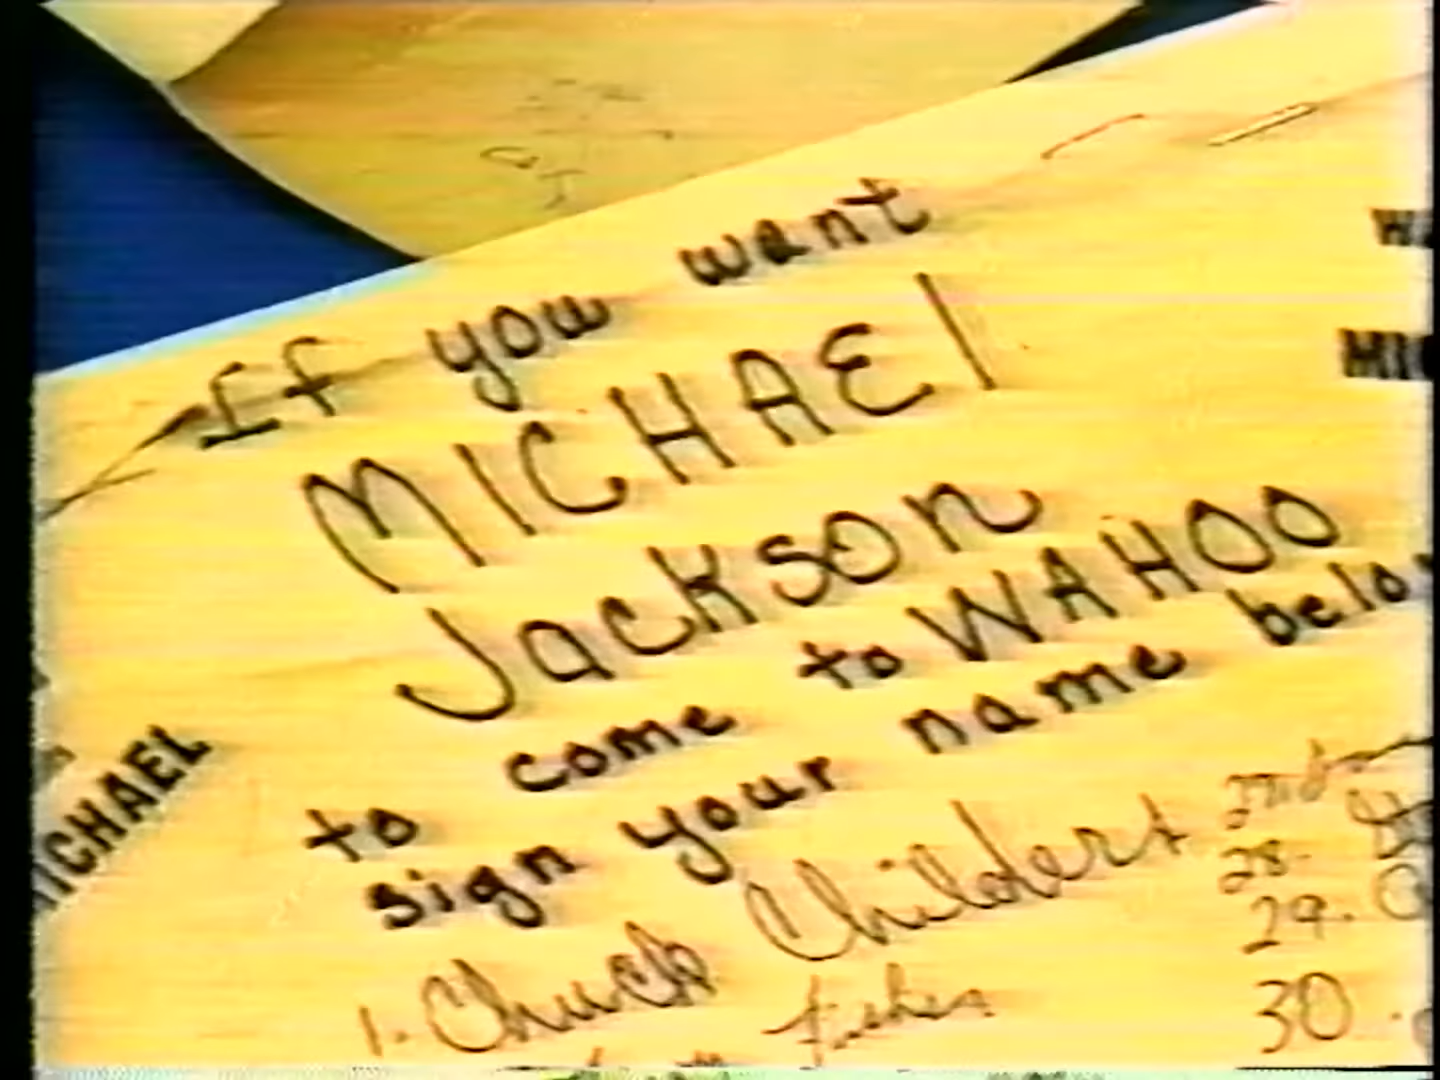 If you want
MICHAEl
Jackson
to come to WAHOO
sign your name belo
1. Chuck Childers
Fisher
28.
29.
30.
MICHAEL